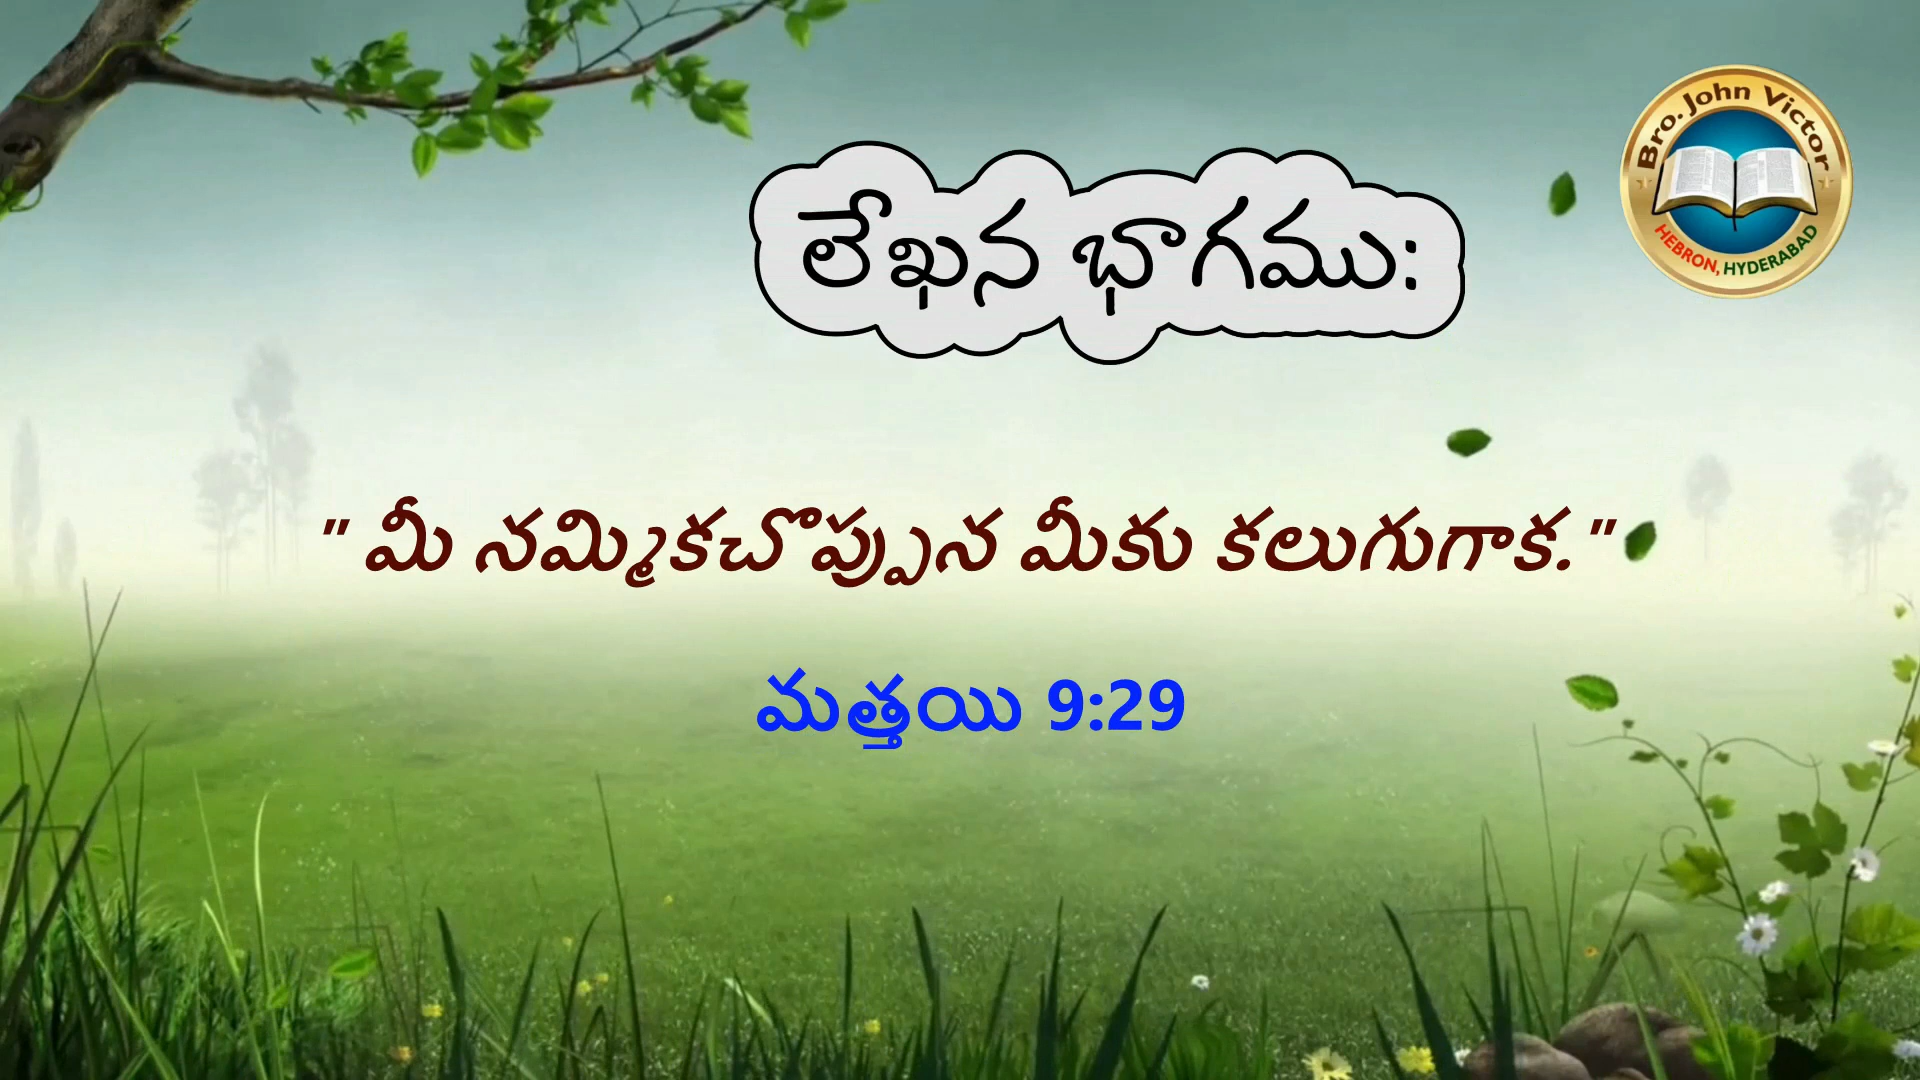 Bro. John Victor
HEBRON, HYDERABAD
లేఖన భాగము:
" మీ నమ్మికచొప్పున మీకు కలుగుగాక."
మత్తయి 9:29